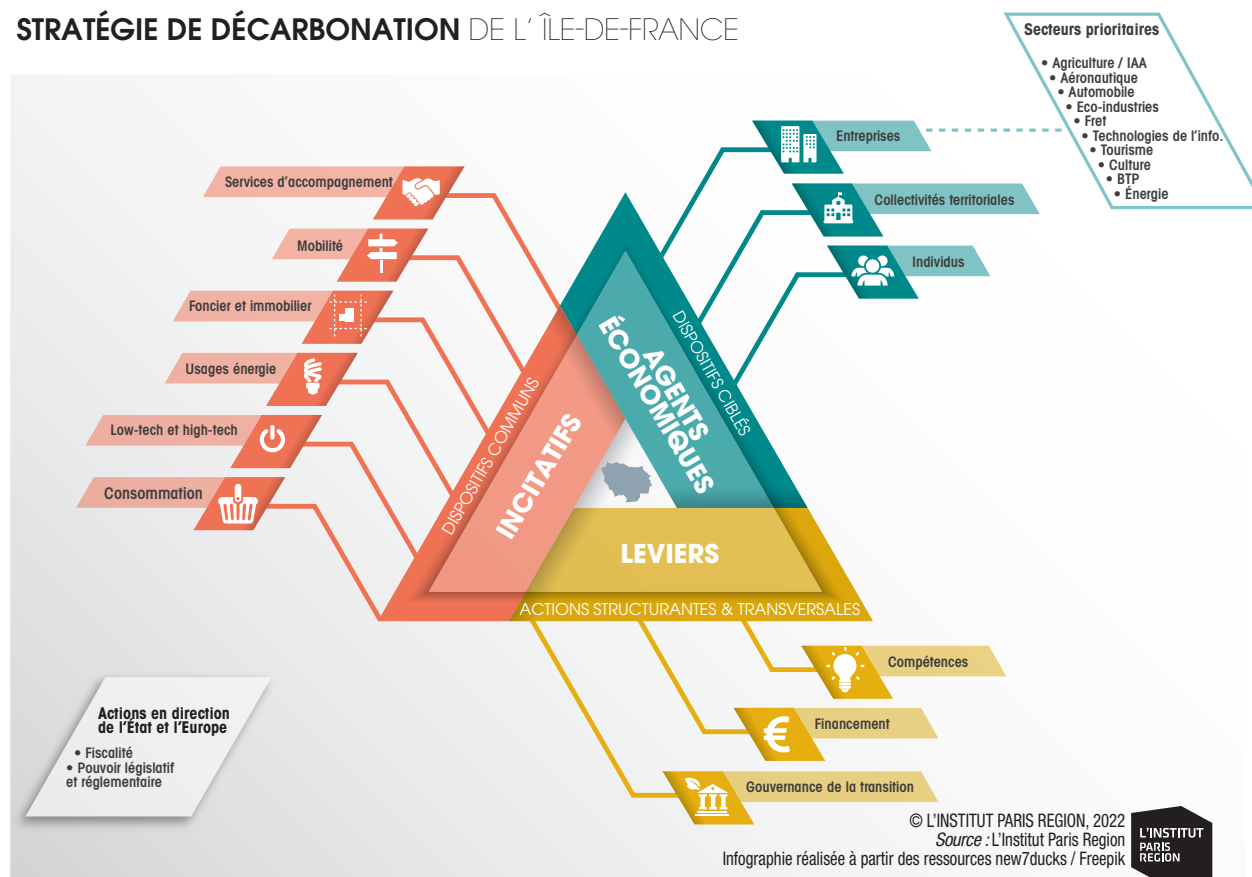 STRATÉGIE DE DÉCARBONATION DE L' ÎLE-DE-FRANCE
Secteurs prioritaires
• Agriculture / IAA
• Aéronautique
• Automobile
• Eco-industries
• Fret
• Technologies de l'info.
• Tourisme
• Culture
• BTP
• Énergie
Entreprises
Collectivités territoriales
Individus
Services d'accompagnement
Mobilité
Foncier et immobilier
Usages énergie
Low-tech et high-tech
Consommation
DISPOSITIFS COMMUNS
INCITATIFS
AGENTS
ÉCONOMIQUES
DISPOSITIFS CIBLÉS
LEVIERS
ACTIONS STRUCTURANTES & TRANSVERSALES
Compétences
€
Financement
Gouvernance de la transition
Actions en direction
de l'État et l'Europe
• Fiscalité
• Pouvoir législatif
et réglementaire
© L'INSTITUT PARIS REGION, 2022
Source : L'Institut Paris Region
Infographie réalisée à partir des ressources new7ducks / Freepik
L'INSTITUT
PARIS
REGION